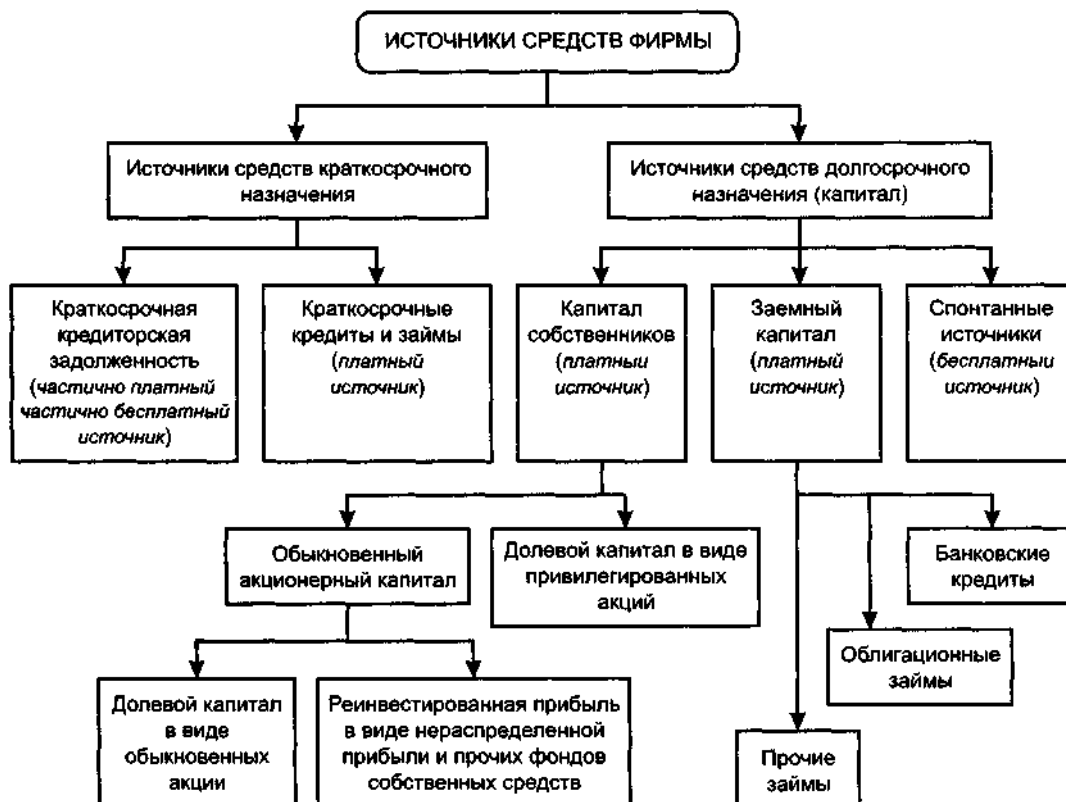 ИСТОЧНИКИ СРЕДСТВ ФИРМЫ
Источники средств краткосрочного
назначения
Источники средств долгосрочного
назначения (капитал)
Краткосрочная
кредиторская
задолженность
(частично платный
частично бесплатный
источник)
Краткосрочные
кредиты и займы
(платный
источник)
Капитал
собственников
(платныи
источник)
Заемный
капитал
(платный
источник)
Спонтанные
источники
(бесплатныи
источник)
Обыкновенный
акционерный капитал
Долевой капитал в виде
привилегированных
акций
Банковские
кредиты
Облигационные
займы
Долевой капитал
в виде
обыкновенных
акции
Реинвестированная прибыль
в виде нераспределенной
прибыли и прочих фондов
собственных средств
Прочие
займы